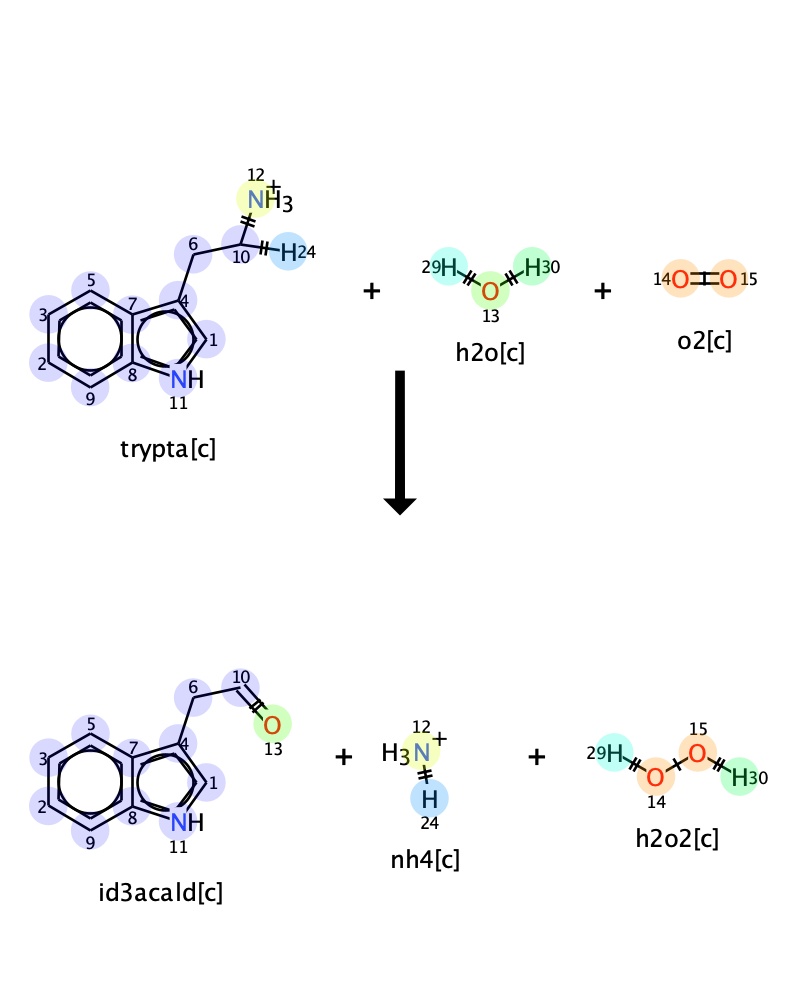 12
NH3+
6
10
H24
5
7
4
3
1
2
8
NH
9
11
trypta[c]
+
29H
H30
O
13
h2o[c]
+
14O
O15
o2[c]
10
6
O
13
5
7
4
3
1
2
8
NH
9
11
id3acald[c]
+
12
H3N+
H
24
nh4[c]
+
15
29H
O
O
H30
14
h2o2[c]